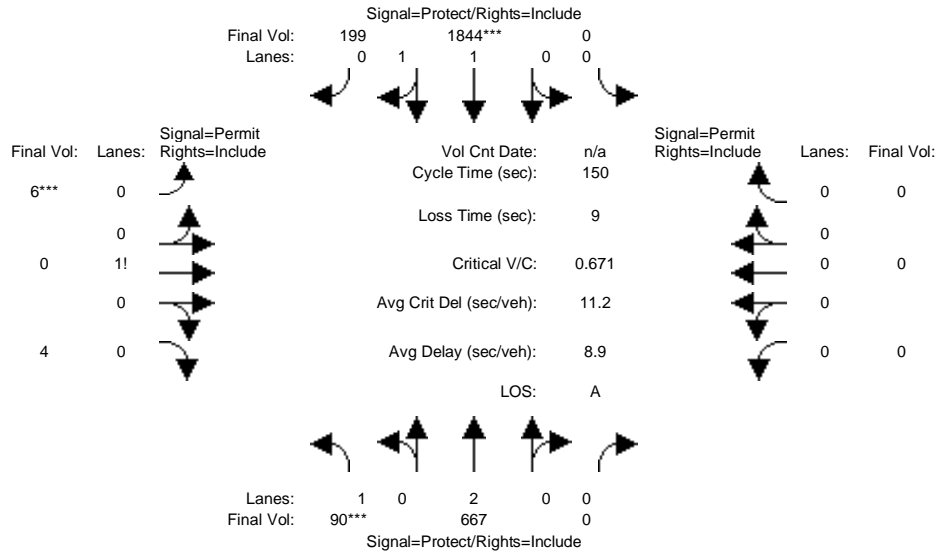 Signal=Protect/Rights=Include
Final Vol: 199 1844*** 0
Lanes: 0 1 1 0 0
Signal=Permit
Final Vol: Lanes: Rights=Include
Vol Cnt Date: n/a
Signal=Permit
Rights=Include Lanes: Final Vol:
Cycle Time (sec): 150
6*** 0
0 0
Loss Time (sec): 9
0
0
0 1!
Critical V/C: 0.671
0 0
0
Avg Crit Del (sec/veh): 11.2
0
4 0
Avg Delay (sec/veh): 8.9
0 0
LOS: A
Lanes: 1 0 2 0 0
Final Vol: 90*** 667 0
Signal=Protect/Rights=Include